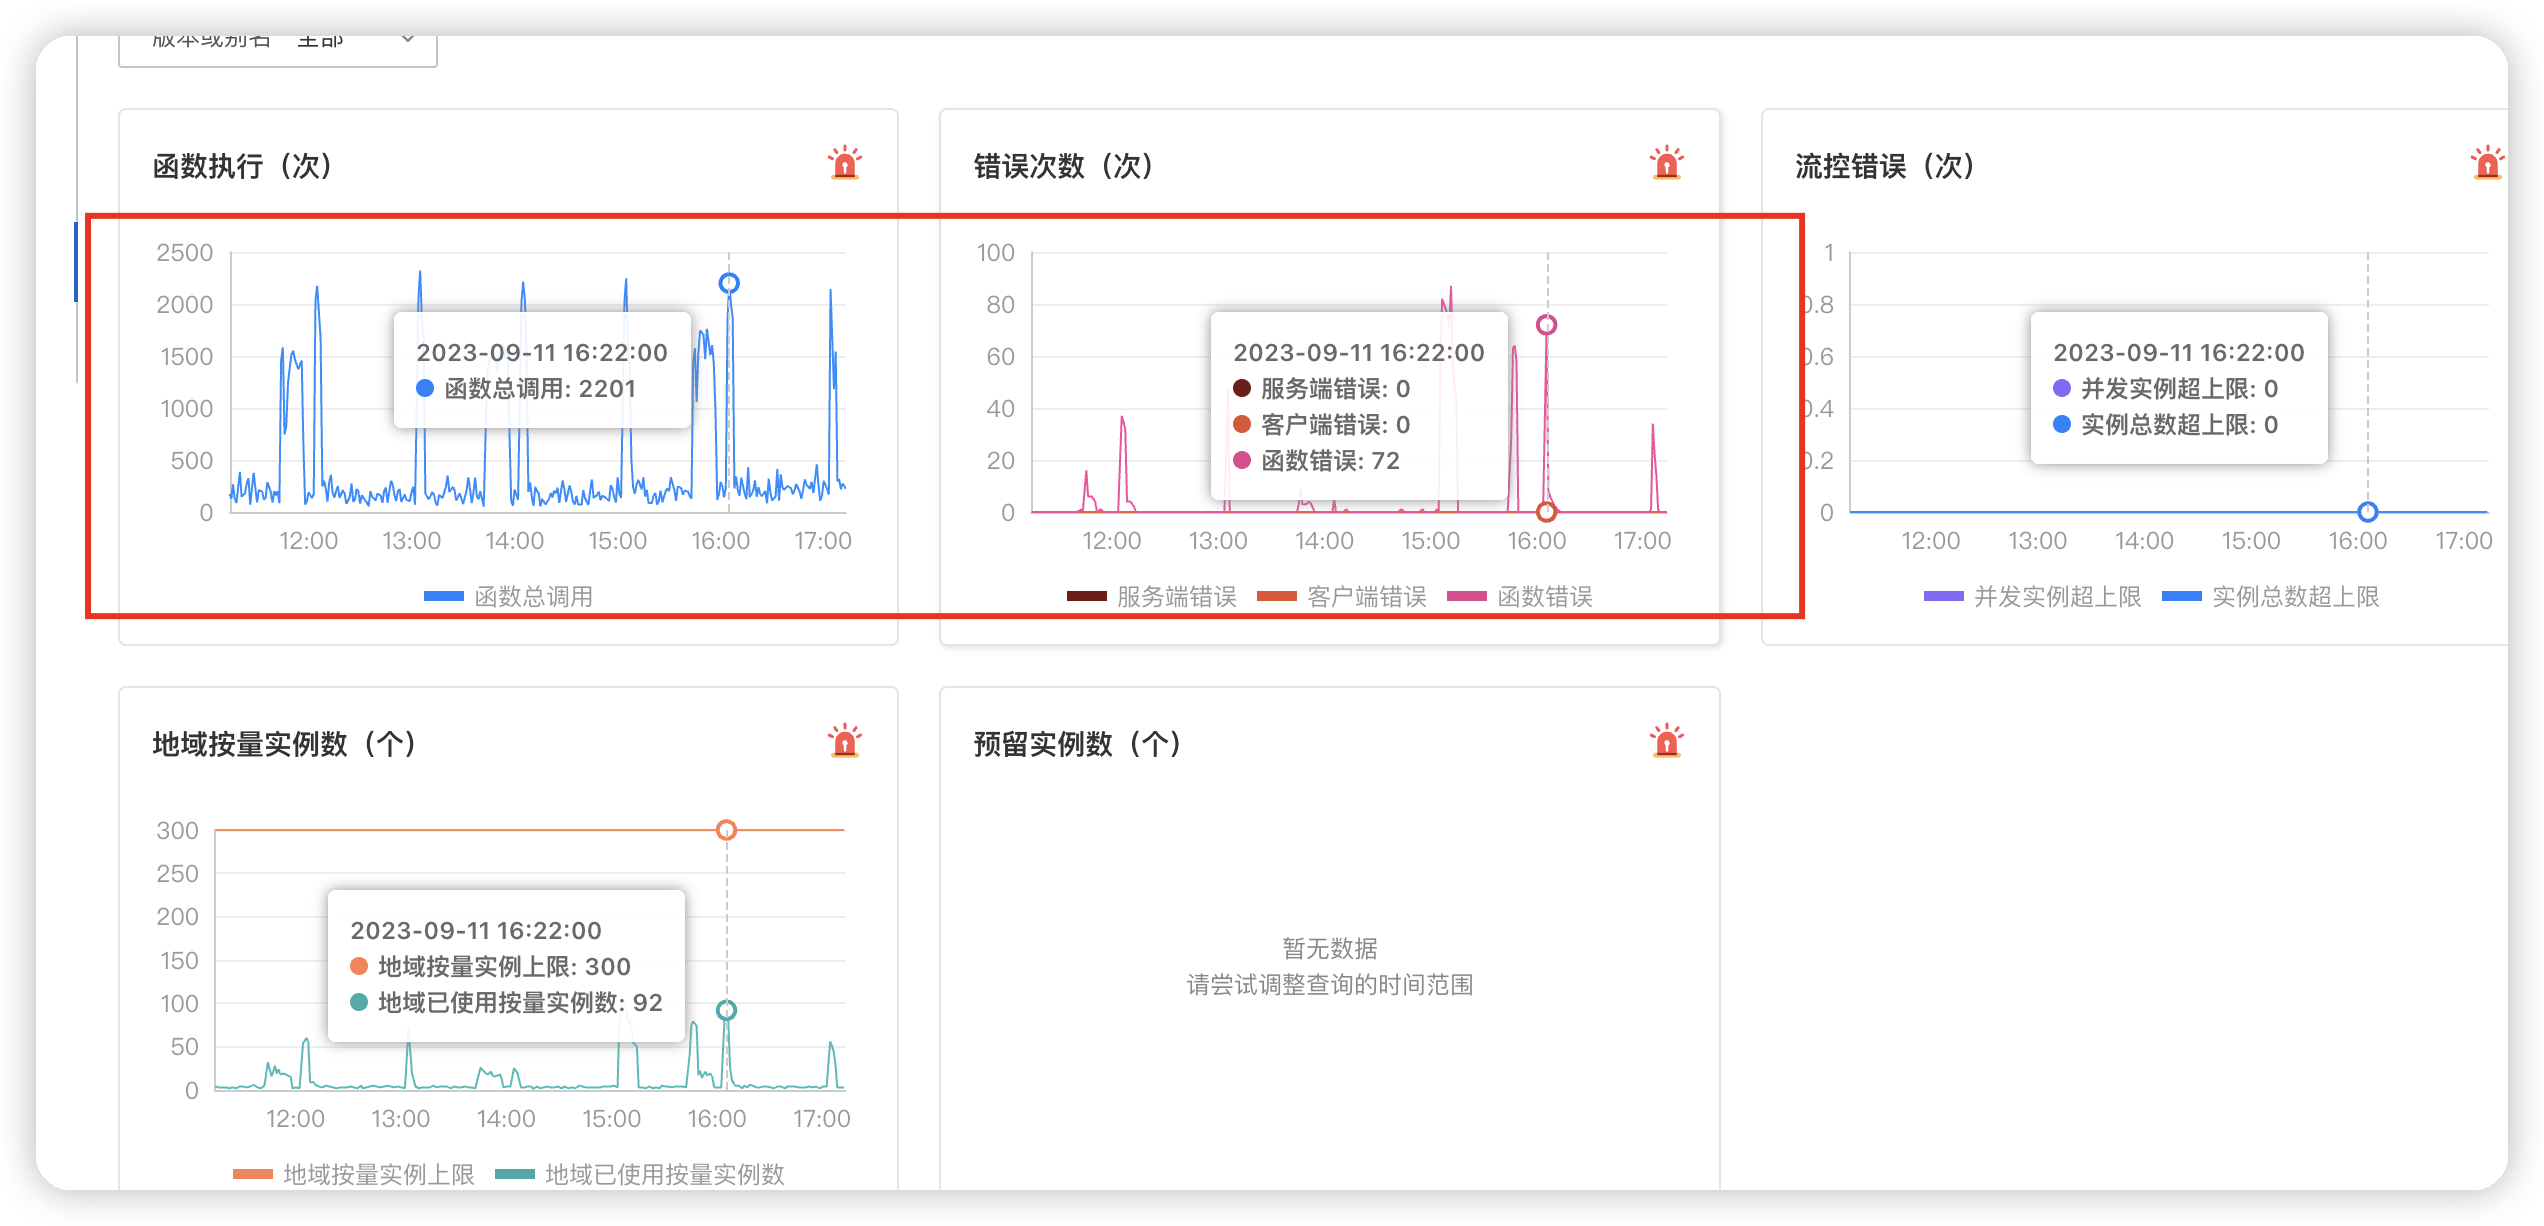 版本或别名 全部
函数执行（次）
2500
2000
1500
1000
500
0
2023-09-11 16:22:00
函数总调用: 2201
12:00 13:00 14:00 15:00 16:00 17:00
函数总调用
错误次数（次）
100
80
60
40
20
0
2023-09-11 16:22:00
服务端错误: 0
客户端错误: 0
函数错误: 72
12:00 13:00 14:00 15:00 16:00 17:00
服务端错误 客户端错误 函数错误
流控错误（次）
1
0.8
0.6
0.4
0.2
0
2023-09-11 16:22:00
并发实例超上限: 0
实例总数超上限: 0
12:00 13:00 14:00 15:00 16:00 17:00
并发实例超上限 实例总数超上限
地域按量实例数（个）
300
250
200
150
100
50
0
2023-09-11 16:22:00
地域按量实例上限: 300
地域已使用按量实例数: 92
12:00 13:00 14:00 15:00 16:00 17:00
地域按量实例上限 地域已使用按量实例数
预留实例数（个）
暂无数据
请尝试调整查询的时间范围